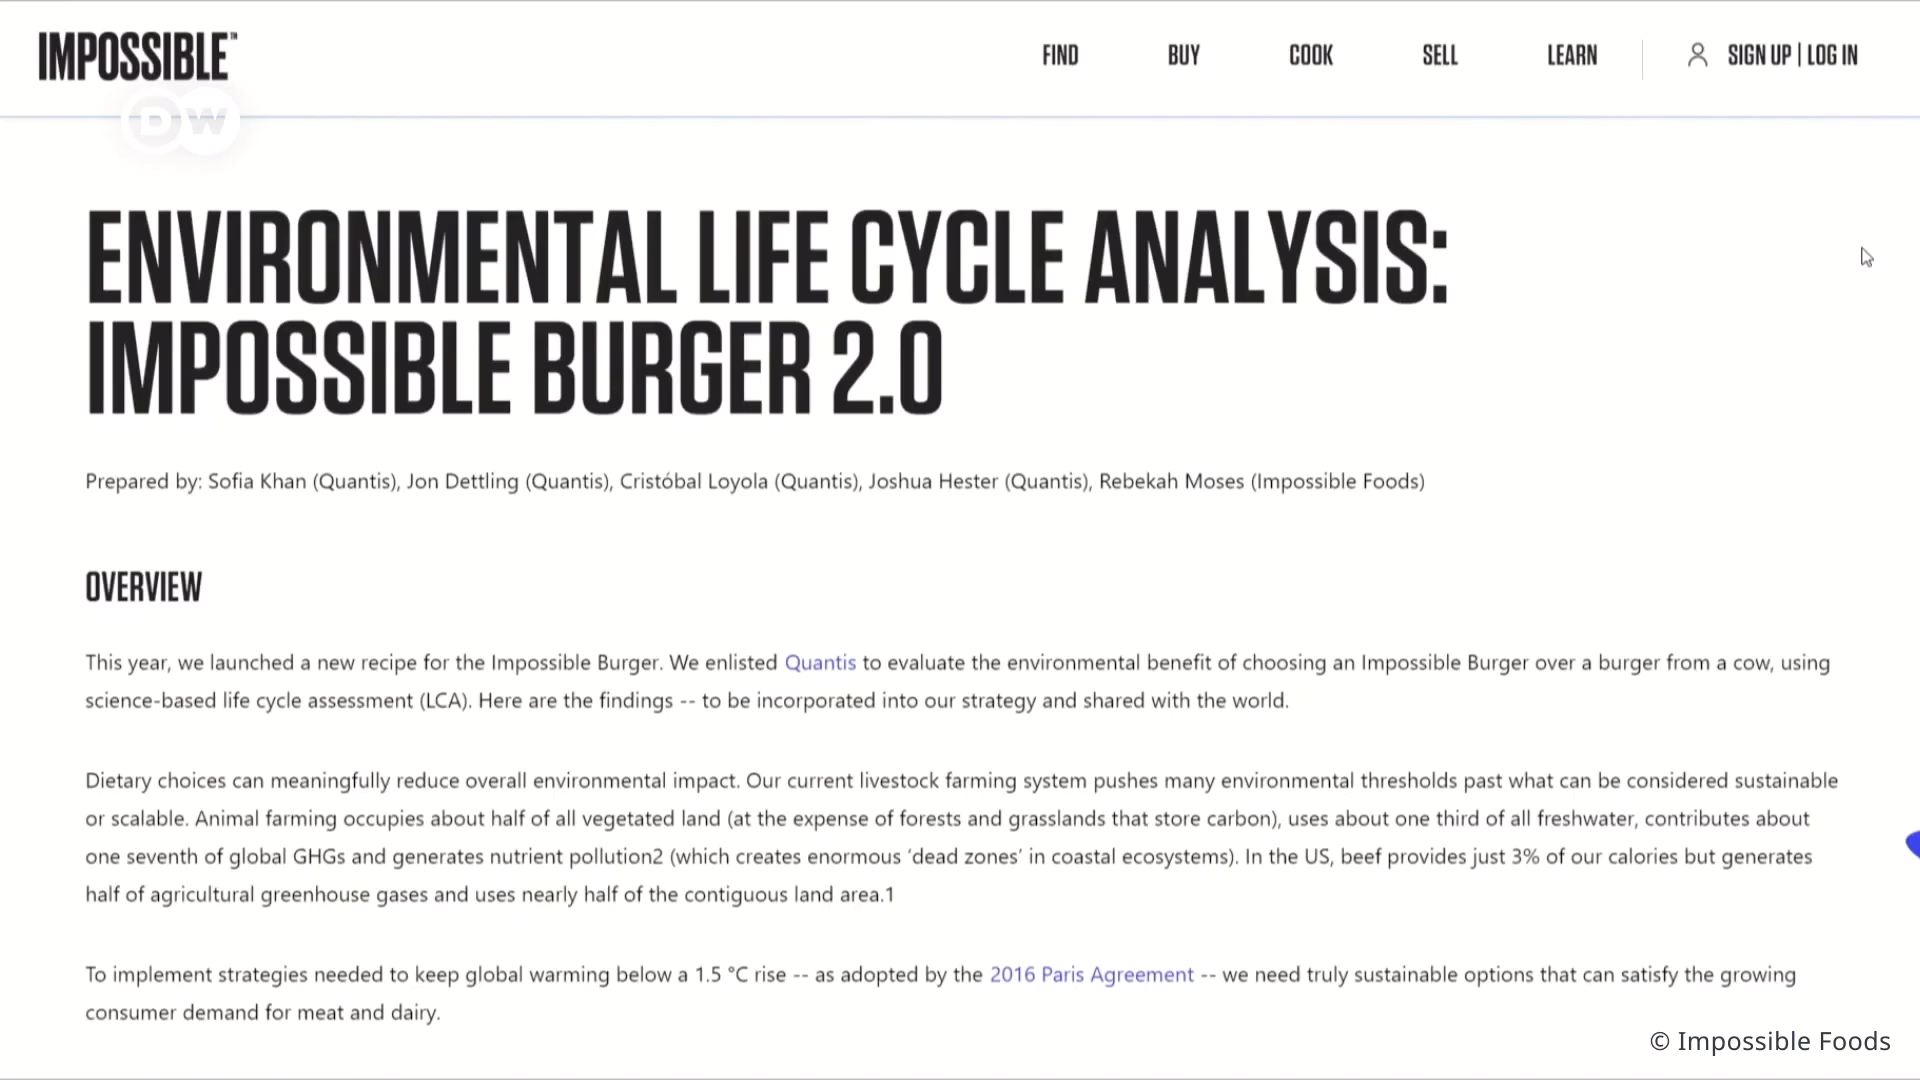 IMPOSSIBLE™
FIND BUY COOK SELL LEARN SIGN UP | LOG IN
DW
ENVIRONMENTAL LIFE CYCLE ANALYSIS:
IMPOSSIBLE BURGER 2.0
Prepared by: Sofia Khan (Quantis), Jon Dettling (Quantis), Cristóbal Loyola (Quantis), Joshua Hester (Quantis), Rebekah Moses (Impossible Foods)
OVERVIEW
This year, we launched a new recipe for the Impossible Burger. We enlisted Quantis to evaluate the environmental benefit of choosing an Impossible Burger over a burger from a cow, using
science-based life cycle assessment (LCA). Here are the findings -- to be incorporated into our strategy and shared with the world.
Dietary choices can meaningfully reduce overall environmental impact. Our current livestock farming system pushes many environmental thresholds past what can be considered sustainable
or scalable. Animal farming occupies about half of all vegetated land (at the expense of forests and grasslands that store carbon), uses about one third of all freshwater, contributes about
one seventh of global GHGs and generates nutrient pollution2 (which creates enormous ‘dead zones’ in coastal ecosystems). In the US, beef provides just 3% of our calories but generates
half of agricultural greenhouse gases and uses nearly half of the contiguous land area.1
To implement strategies needed to keep global warming below a 1.5 °C rise -- as adopted by the 2016 Paris Agreement -- we need truly sustainable options that can satisfy the growing
consumer demand for meat and dairy.
© Impossible Foods